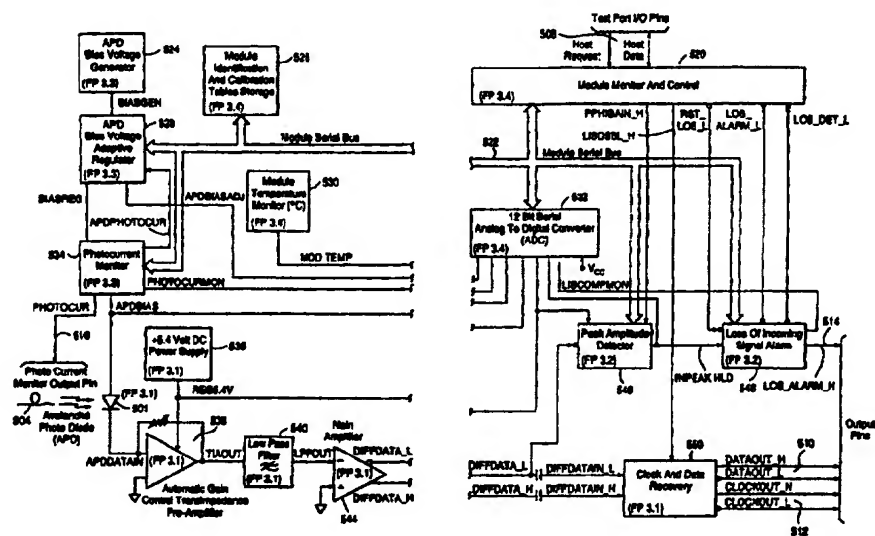 APD
Bias Voltage
Generator
(FP 3.3)
524
Module
Identification
And Calibration
Tables Storage
(FP 3.4)
BIASGEN
APD
Bias Voltage
Adaptive
Regulator
(FP 3.3)
Module Serial Bus
BIASREG
APDPHOTOCUR
APDBIASADJ
Module
Temperature
Monitor (°C)
(FP 3.4)
530
534
Photocurrent
Monitor
(FP 3.3)
MOD TEMP
PHOTOCURMON
PHOTOCUR
APDBIAS
516
Photo Current
Monitor Output Pin
+5.4 Volt DC
Power Supply
(FP 3.1)
536
REG5.4V
504
Avalanche
Photo Diode
(APD)
(FP 3.1)
501
APDDATAIN
(FP 3.1)
538
TIAOUT
Automatic Gain
Control Transimpedance
Pre-Amplifier
Low Pass
Filter
(FP 3.1)
540
LPFOUT
Main
Amplifier
(FP 3.1)
544
DIFFDATA_L
DIFFDATA_H
Test Port I/O Pins
508
Host
Request
Host
Data
520
Module Monitor And Control
(FP 3.4)
PPHIGAIN_H
RST_
LOS_L
LOS_
ALARM_L
LOS_DET_L
522
Module Serial Bus
532
12 Bit Serial
Analog To Digital Converter
(ADC)
(FP 3.4)
VCC
Peak Amplitude
Detector
(FP 3.2)
546
INPEAK HLD
Loss Of Incoming
Signal Alarm
(FP 3.2)
548
514
LOS_ALARM_H
Output
Pins
DIFFDATA_L
DIFFDATAIN_L
DIFFDATA_H
DIFFDATAIN_H
550
Clock And Data
Recovery
(FP 3.1)
DATAOUT_H
DATAOUT_L
510
CLOCKOUT_H
CLOCKOUT_L
512